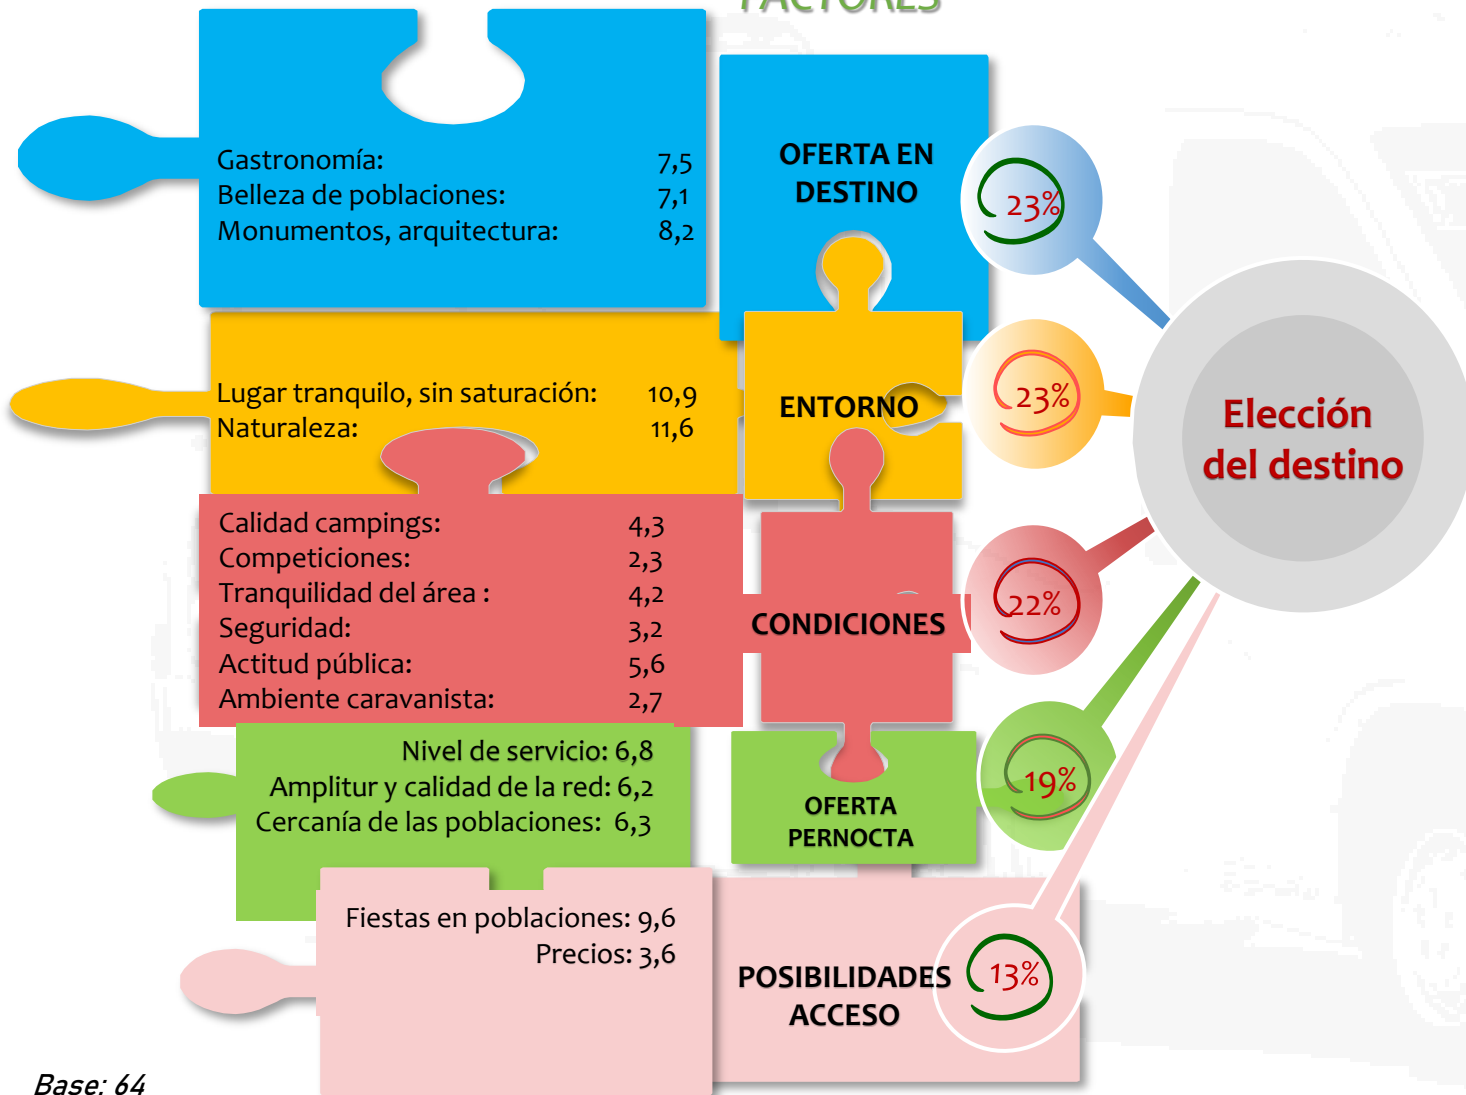 FACTORES
Gastronomía: 7,5
Belleza de poblaciones: 7,1
Monumentos, arquitectura: 8,2
OFERTA EN
DESTINO
23%
Lugar tranquilo, sin saturación: 10,9
Naturaleza: 11,6
ENTORNO
23%
Elección
del destino
Calidad campings: 4,3
Competiciones: 2,3
Tranquilidad del área : 4,2
Seguridad: 3,2
Actitud pública: 5,6
Ambiente caravanista: 2,7
CONDICIONES
22%
Nivel de servicio: 6,8
Amplitur y calidad de la red: 6,2
Cercanía de las poblaciones: 6,3
OFERTA
PERNOCTA
19%
Fiestas en poblaciones: 9,6
Precios: 3,6
POSIBILIDADES
ACCESO
13%
Base: 64